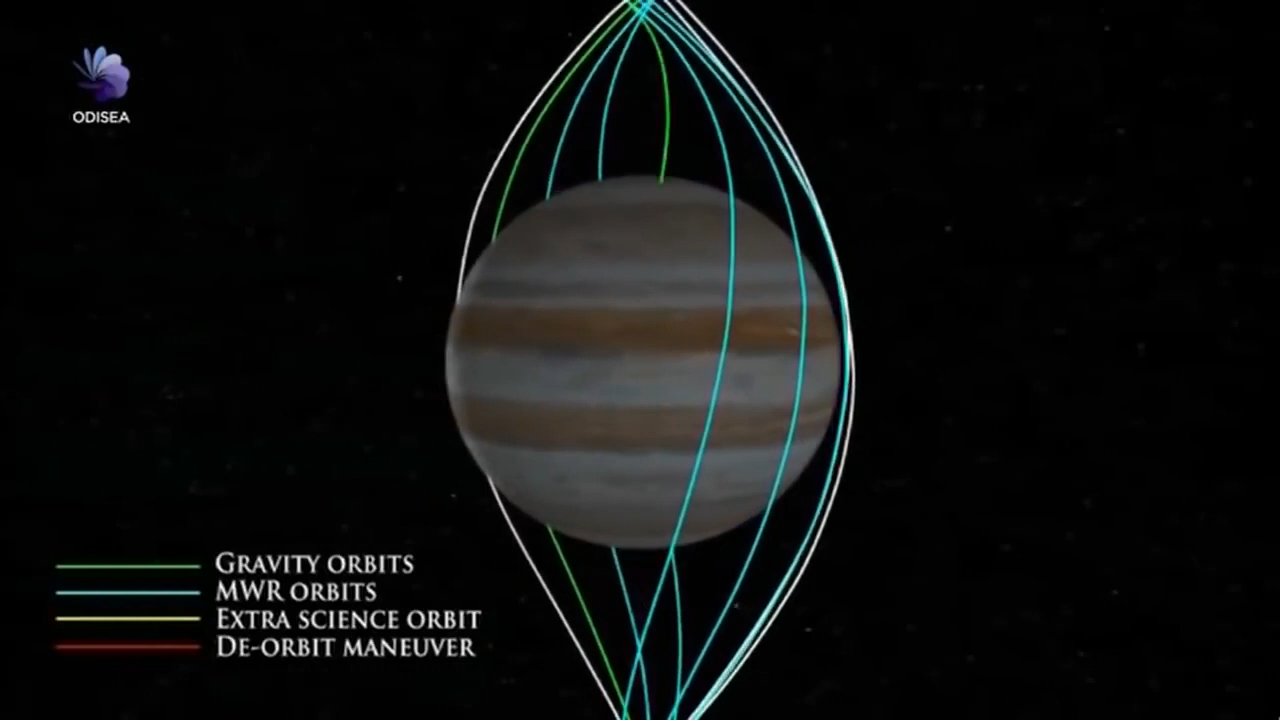 ODISEA
GRAVITY ORBITS
MWR ORBITS
EXTRA SCIENCE ORBIT
DE-ORBIT MANEUVER